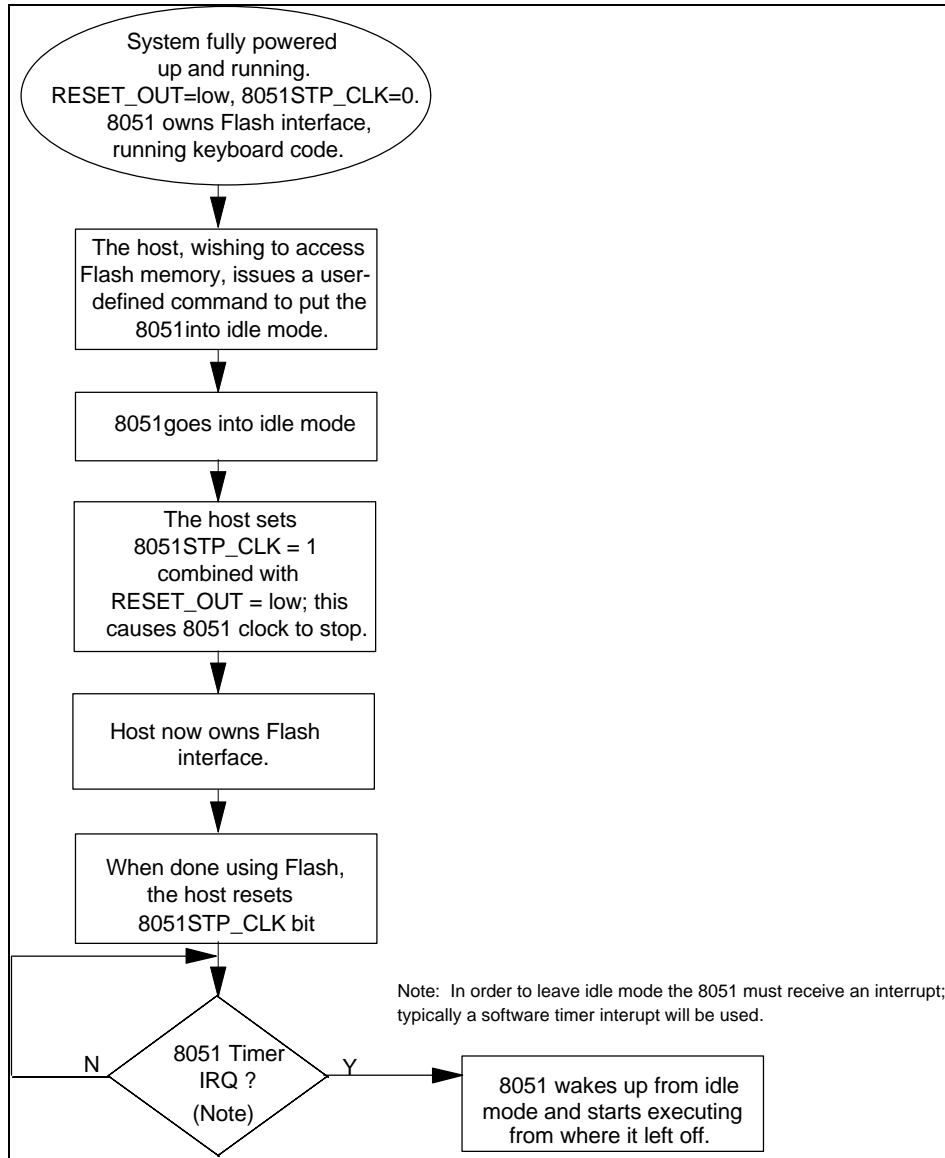 System fully powered
up and running.
RESET_OUT=low, 8051STP_CLK=0.
8051 owns Flash interface,
running keyboard code.
The host, wishing to access
Flash memory, issues a user-
defined command to put the
8051into idle mode.
8051goes into idle mode
The host sets
8051STP_CLK = 1
combined with
RESET_OUT = low; this
causes 8051 clock to stop.
Host now owns Flash
interface.
When done using Flash,
the host resets
8051STP_CLK bit
Note: In order to leave idle mode the 8051 must receive an interrupt;
typically a software timer interupt will be used.
N
8051 Timer
IRQ ?
(Note)
Y
8051 wakes up from idle
mode and starts executing
from where it left off.